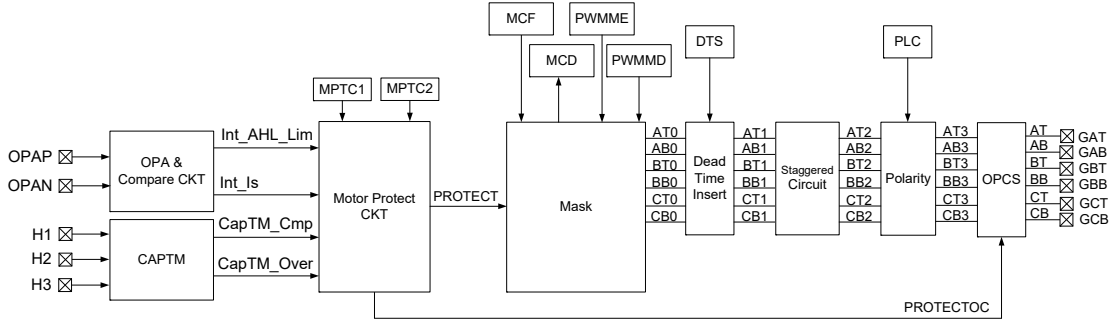 MCF
PWMME
DTS
PLC
MCD
PWMMD
MPTC1
MPTC2
OPAP
OPAN
OPA &
Compare CKT
Int_AHL_Lim
Int_Is
H1
H2
H3
CAPTM
CapTM_Cmp
CapTM_Over
Motor Protect
CKT
PROTECT
Mask
AT0
AB0
BT0
BB0
CT0
CB0
Dead
Time
Insert
AT1
AB1
BT1
BB1
CT1
CB1
Staggered
Circuit
AT2
AB2
BT2
BB2
CT2
CB2
Polarity
AT3
AB3
BT3
BB3
CT3
CB3
OPCS
AT
AB
BT
BB
CT
CB
GAT
GAB
GBT
GBB
GCT
GCB
PROTECTOC